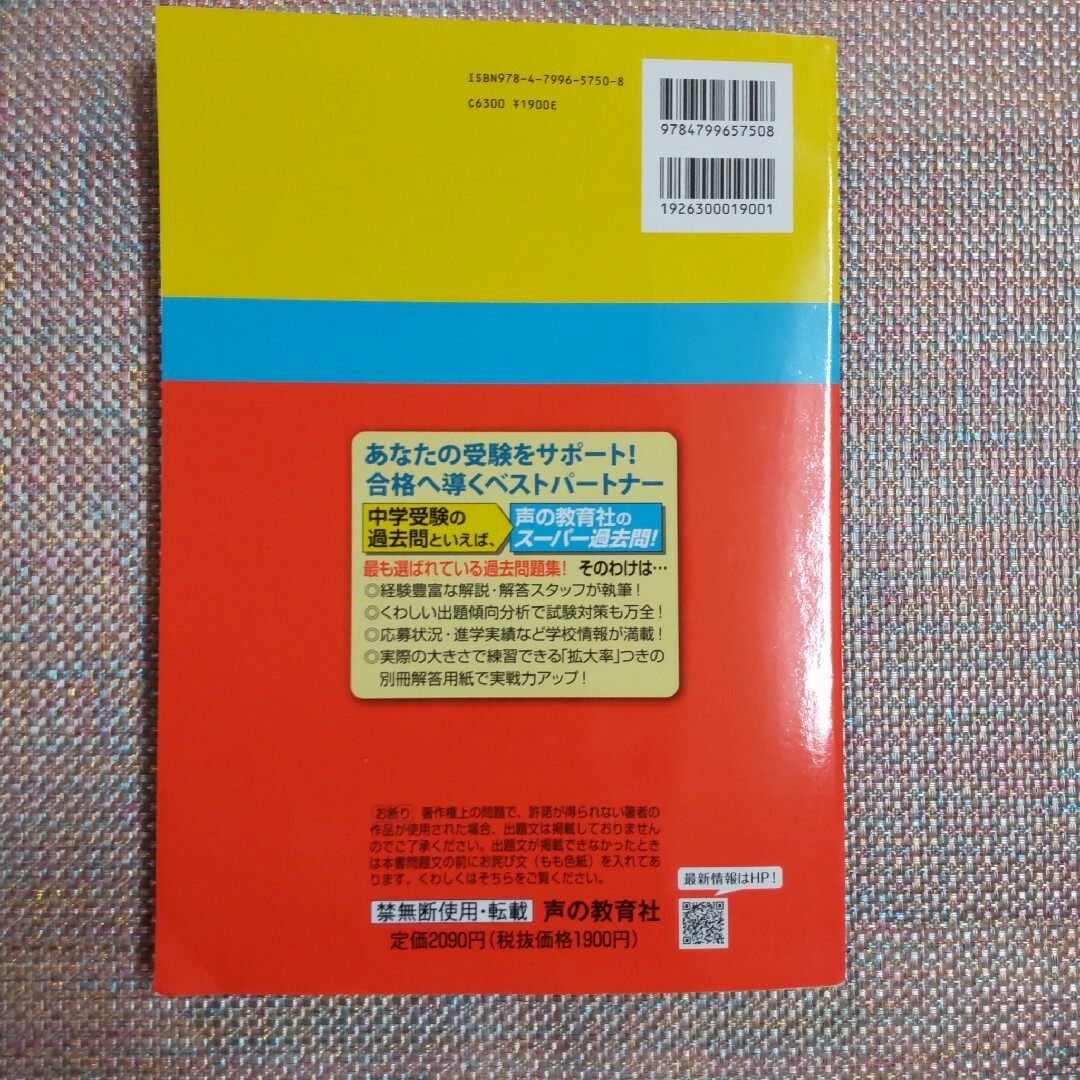 ISBN978-4-7996-5750-8
C6300 ¥1900E
9784799657508
1926300019001
あなたの受験をサポート!
合格へ導くベストパートナー
中学受験の
過去問といえば、
声の教育社の
スーパー過去問!
最も選ばれている過去問題集! そのわけは…
◎経験豊富な解説・解答スタッフが執筆!
◎くわしい出題傾向分析で試験対策も万全!
◎応募状況・進学実績など学校情報が満載!
◎実際の大きさで練習できる「拡大率」つきの
別冊解答用紙で実戦力アップ!
お断り 著作権上の問題で、許諾が得られない著者の
作品が使用された場合、出題文は掲載しておりません
のでご了承ください。出題文が掲載できなかったときは
本書問題文の前にお詫び文(もも色紙)を入れてあ
ります。くわしくはそちらをご覧ください。
最新情報はHP!
禁無断使用・転載 声の教育社
定価2090円(税抜価格1900円)